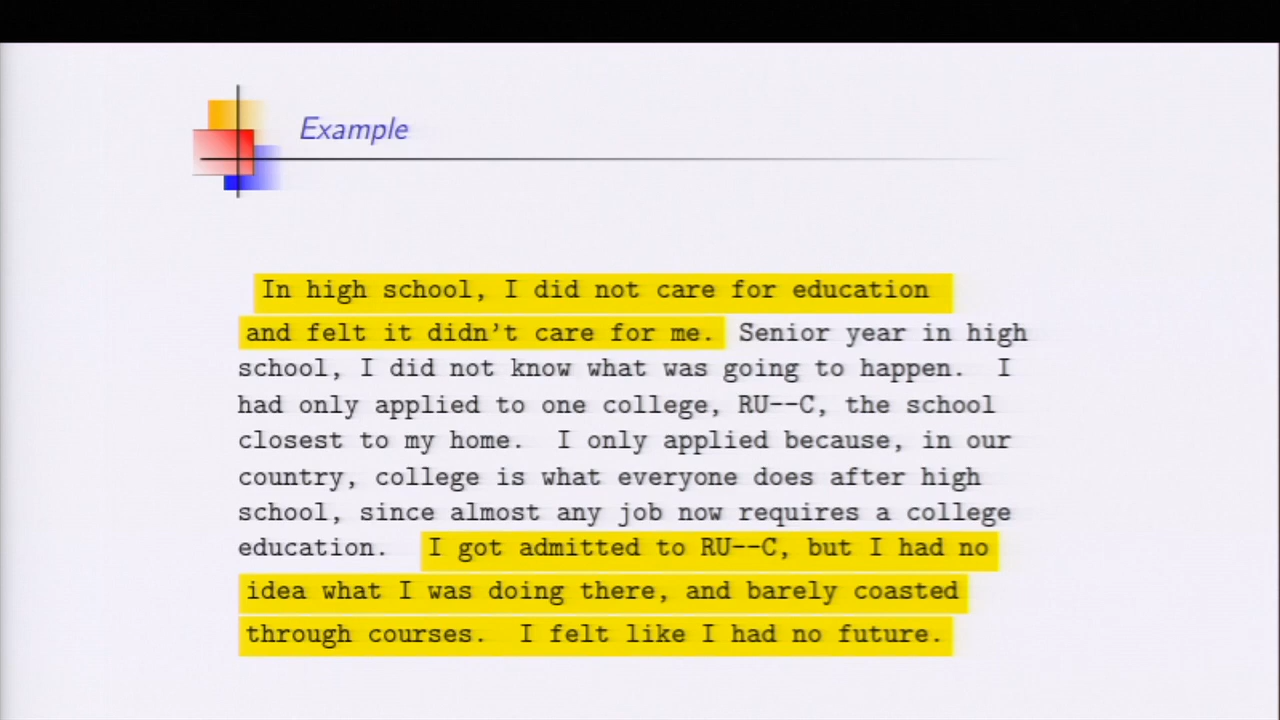 Example
In high school, I did not care for education
and felt it didn't care for me. Senior year in high
school, I did not know what was going to happen. I
had only applied to one college, RU--C, the school
closest to my home. I only applied because, in our
country, college is what everyone does after high
school, since almost any job now requires a college
education. I got admitted to RU--C, but I had no
idea what I was doing there, and barely coasted
through courses. I felt like I had no future.